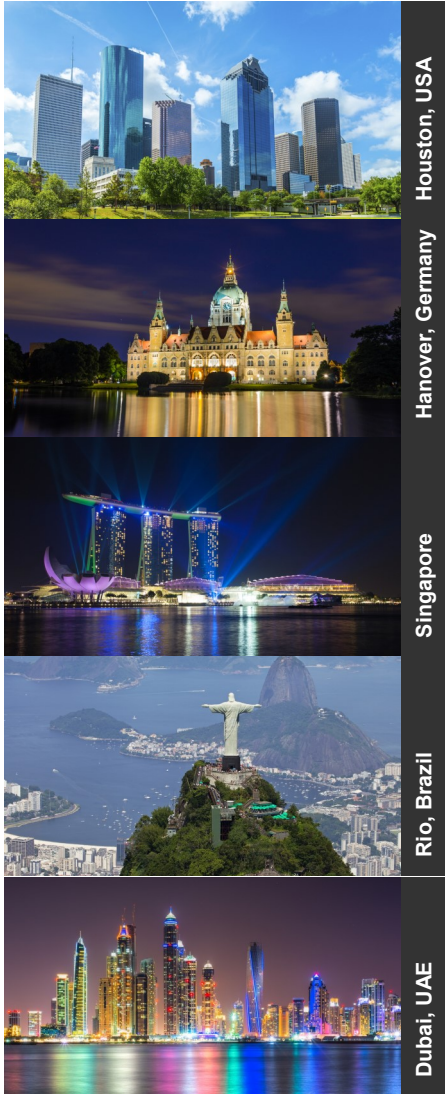 Houston, USA
Hanover, Germany
Singapore
Rio, Brazil
Dubai, UAE